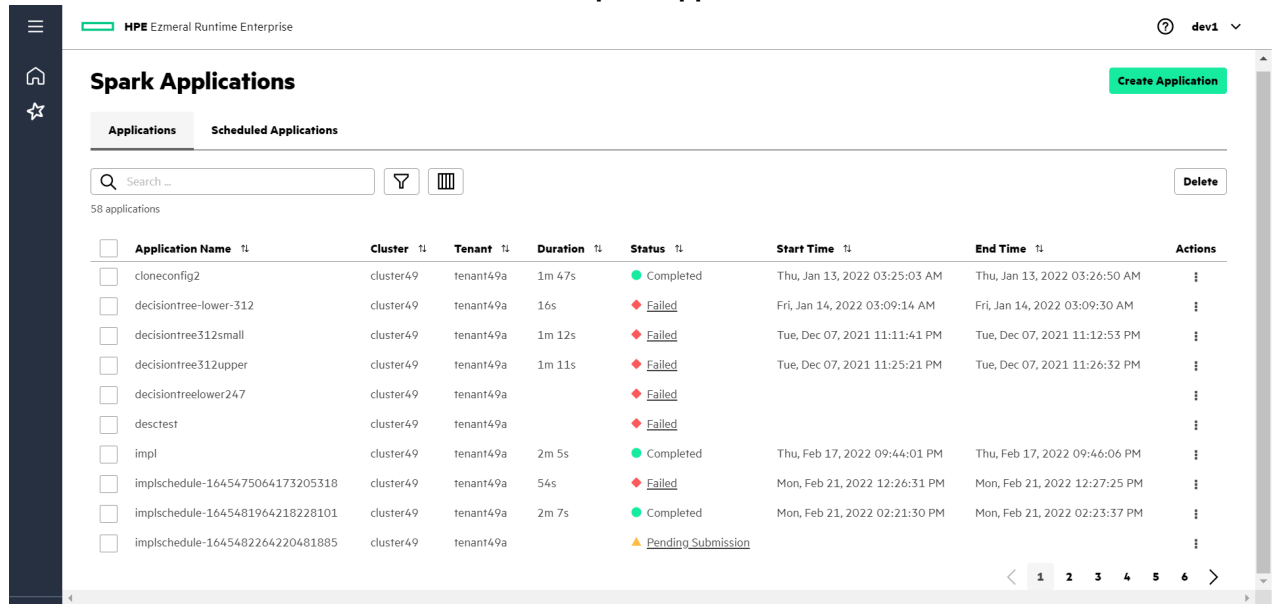 HPE Ezmeral Runtime Enterprise
dev1
Spark Applications
Create Application
Applications Scheduled Applications
Search ...
Delete
58 applications
Application Name Cluster Tenant Duration Status Start Time End Time Actions
cloneconfig2 cluster49 tenant49a 1m 47s Completed Thu, Jan 13, 2022 03:25:03 AM Thu, Jan 13, 2022 03:26:50 AM
decisiontree-lower-312 cluster49 tenant49a 16s Failed Fri, Jan 14, 2022 03:09:14 AM Fri, Jan 14, 2022 03:09:30 AM
decisiontree312small cluster49 tenant49a 1m 12s Failed Tue, Dec 07, 2021 11:11:41 PM Tue, Dec 07, 2021 11:12:53 PM
decisiontree312upper cluster49 tenant49a 1m 11s Failed Tue, Dec 07, 2021 11:25:21 PM Tue, Dec 07, 2021 11:26:32 PM
decisiontreelower247 cluster49 tenant49a Failed
desctest cluster49 tenant49a Failed
impl cluster49 tenant49a 2m 5s Completed Thu, Feb 17, 2022 09:44:01 PM Thu, Feb 17, 2022 09:46:06 PM
implschedule-1645475064173205318 cluster49 tenant49a 54s Failed Mon, Feb 21, 2022 12:26:31 PM Mon, Feb 21, 2022 12:27:25 PM
implschedule-1645481964218228101 cluster49 tenant49a 2m 7s Completed Mon, Feb 21, 2022 02:21:30 PM Mon, Feb 21, 2022 02:23:37 PM
implschedule-1645482264220481885 cluster49 tenant49a Pending Submission
1 2 3 4 5 6